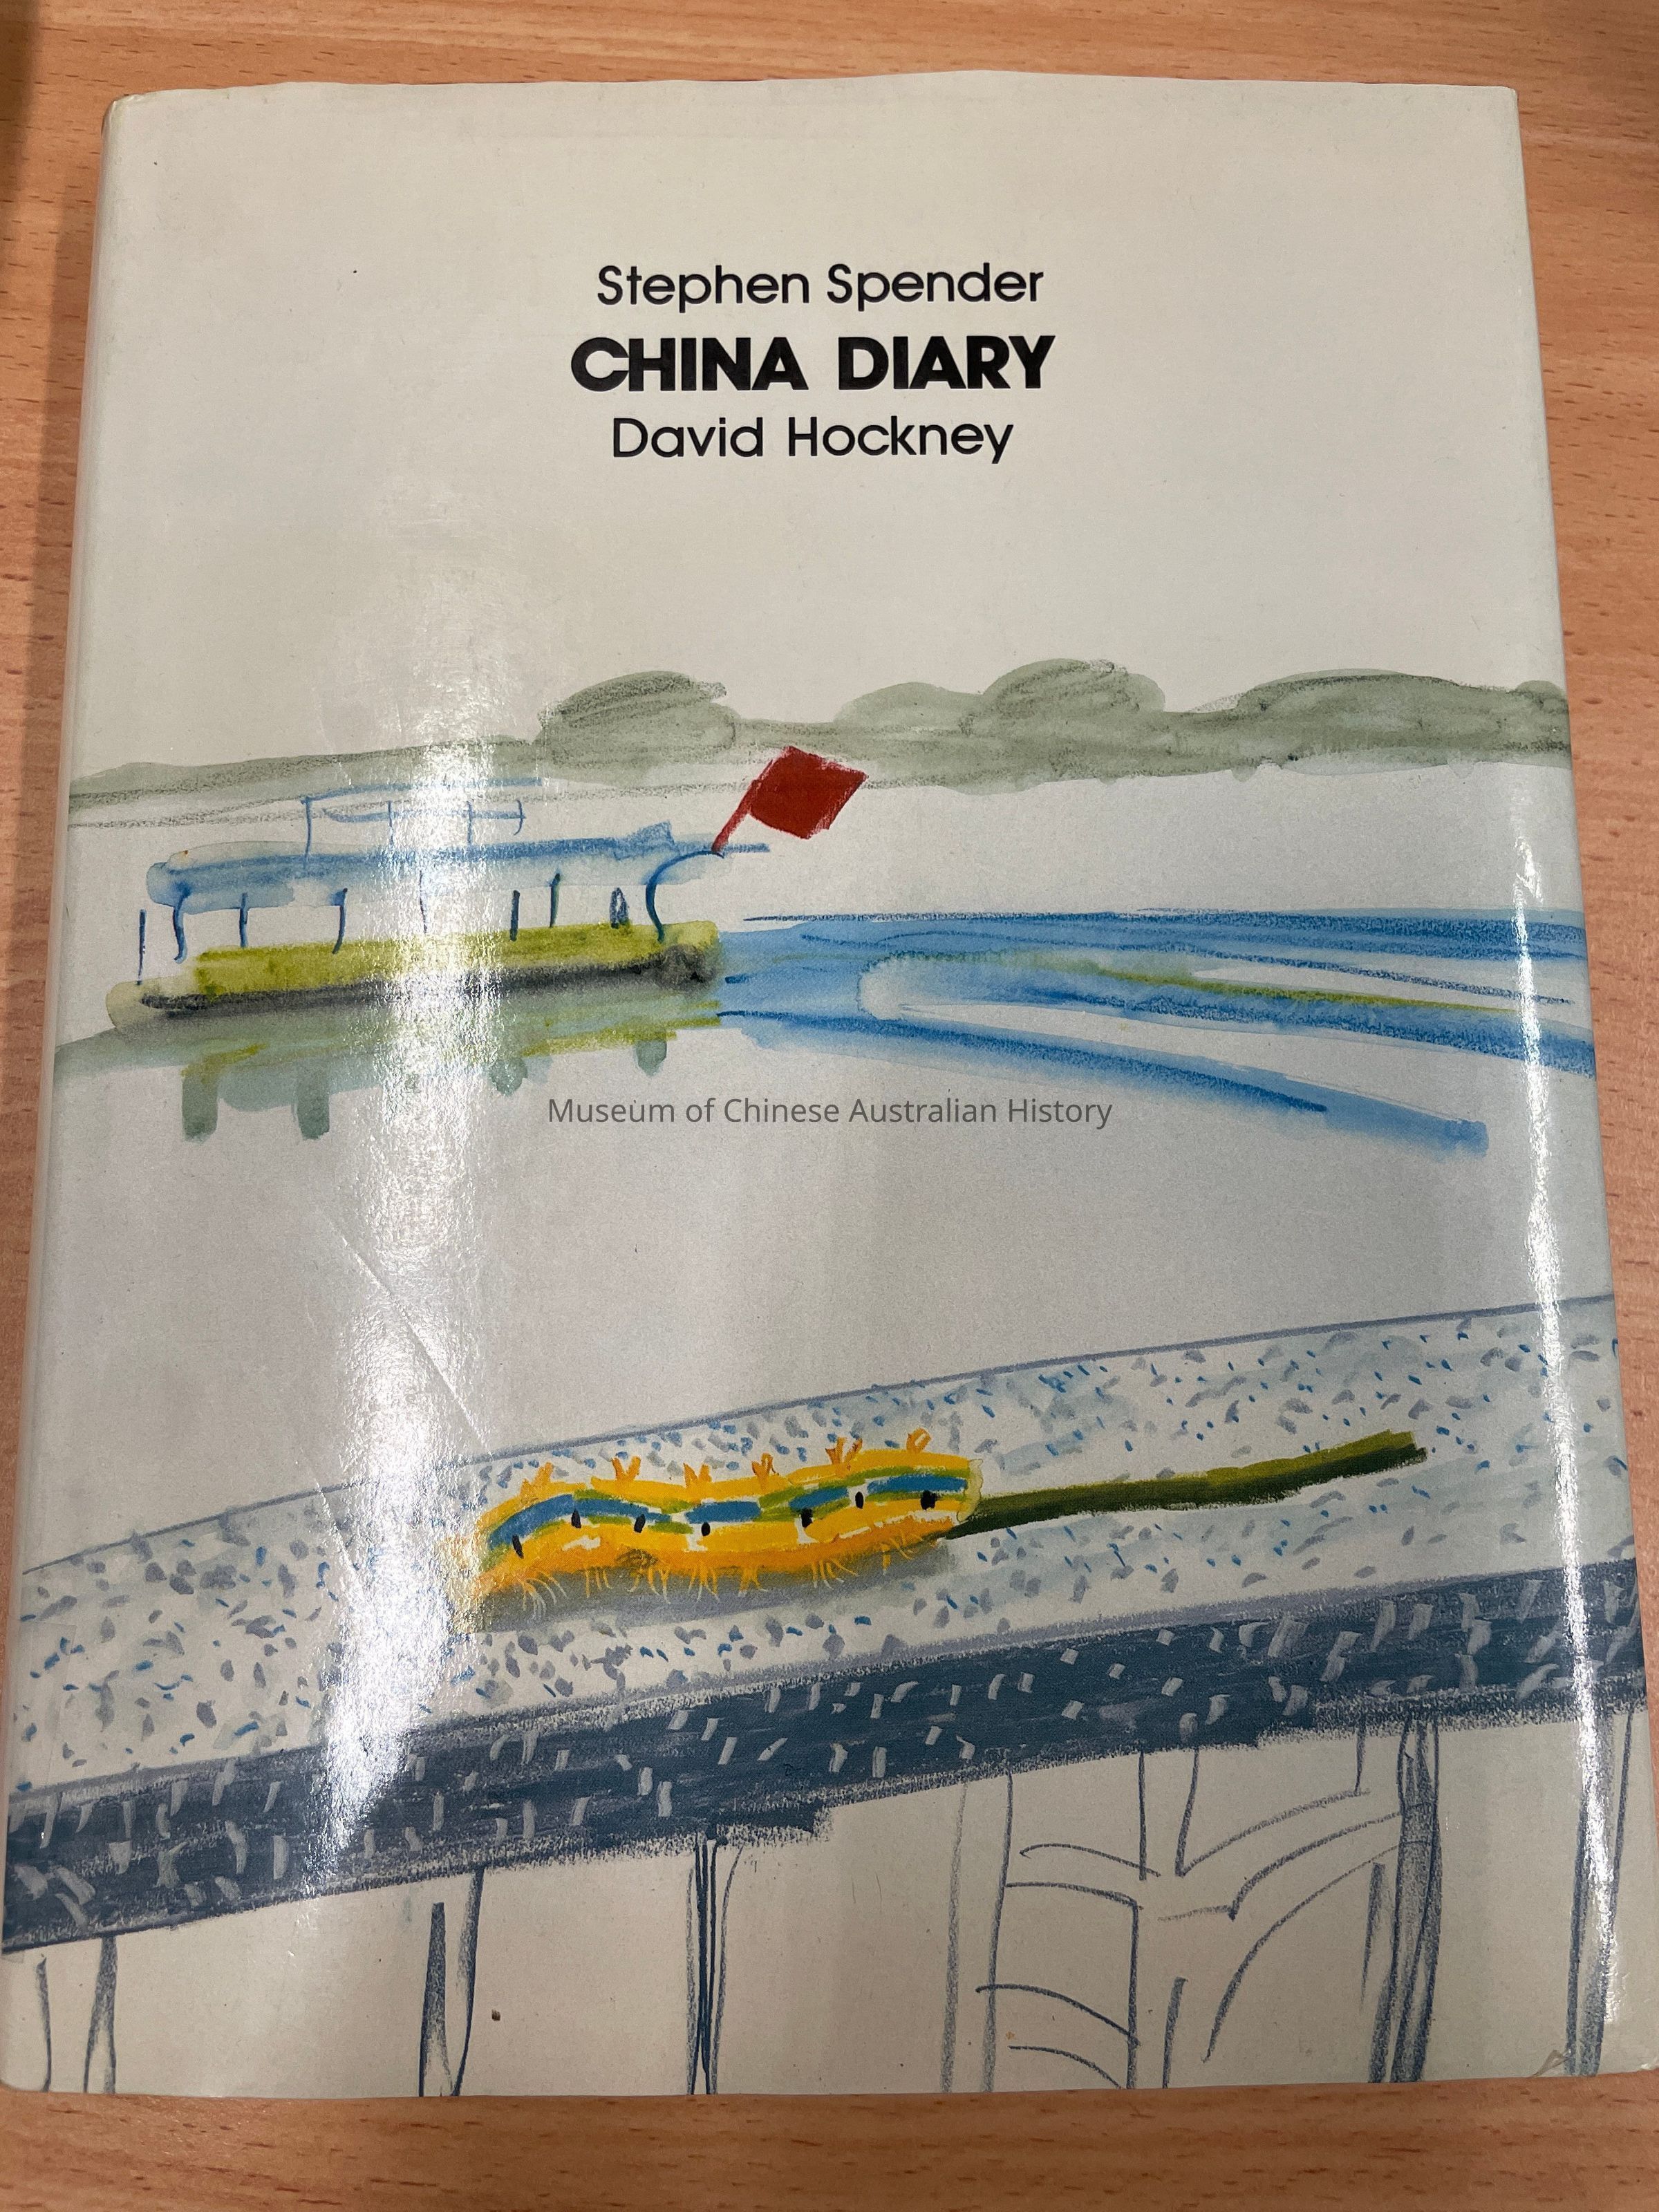 Stephen Spender
CHINA DIARY
David Hockney
Museum of Chinese Australian History